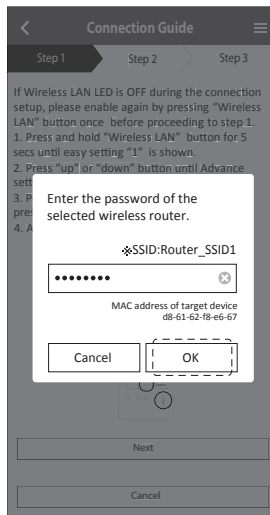 Connection Guide
Step 1 Step 2 Step 3
If Wireless LAN LED is OFF during the connection
setup, please enable again by pressing "Wireless
LAN" button once before proceeding to step 1.
1. Press and hold "Wireless LAN" button for 5
secs until easy setting "1" is shown.
2. Press "up" or "down" button until Advance
sett
3. P
pres
4. A
Enter the password of the
selected wireless router.
※SSID:Router_SSID1
••••••••
MAC address of target device
d8-61-62-f8-e6-67
Cancel OK
Next
Cancel